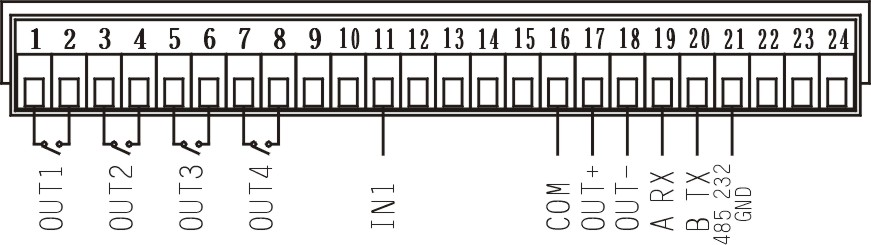 1 2 3 4 5 6 7 8 9 10 11 12 13 14 15 16 17 18 19 20 21 22 23 24
OUT1
OUT2
OUT3
OUT4
IN1
COM
OUT+
OUT-
A RX
B TX
485 232
GND